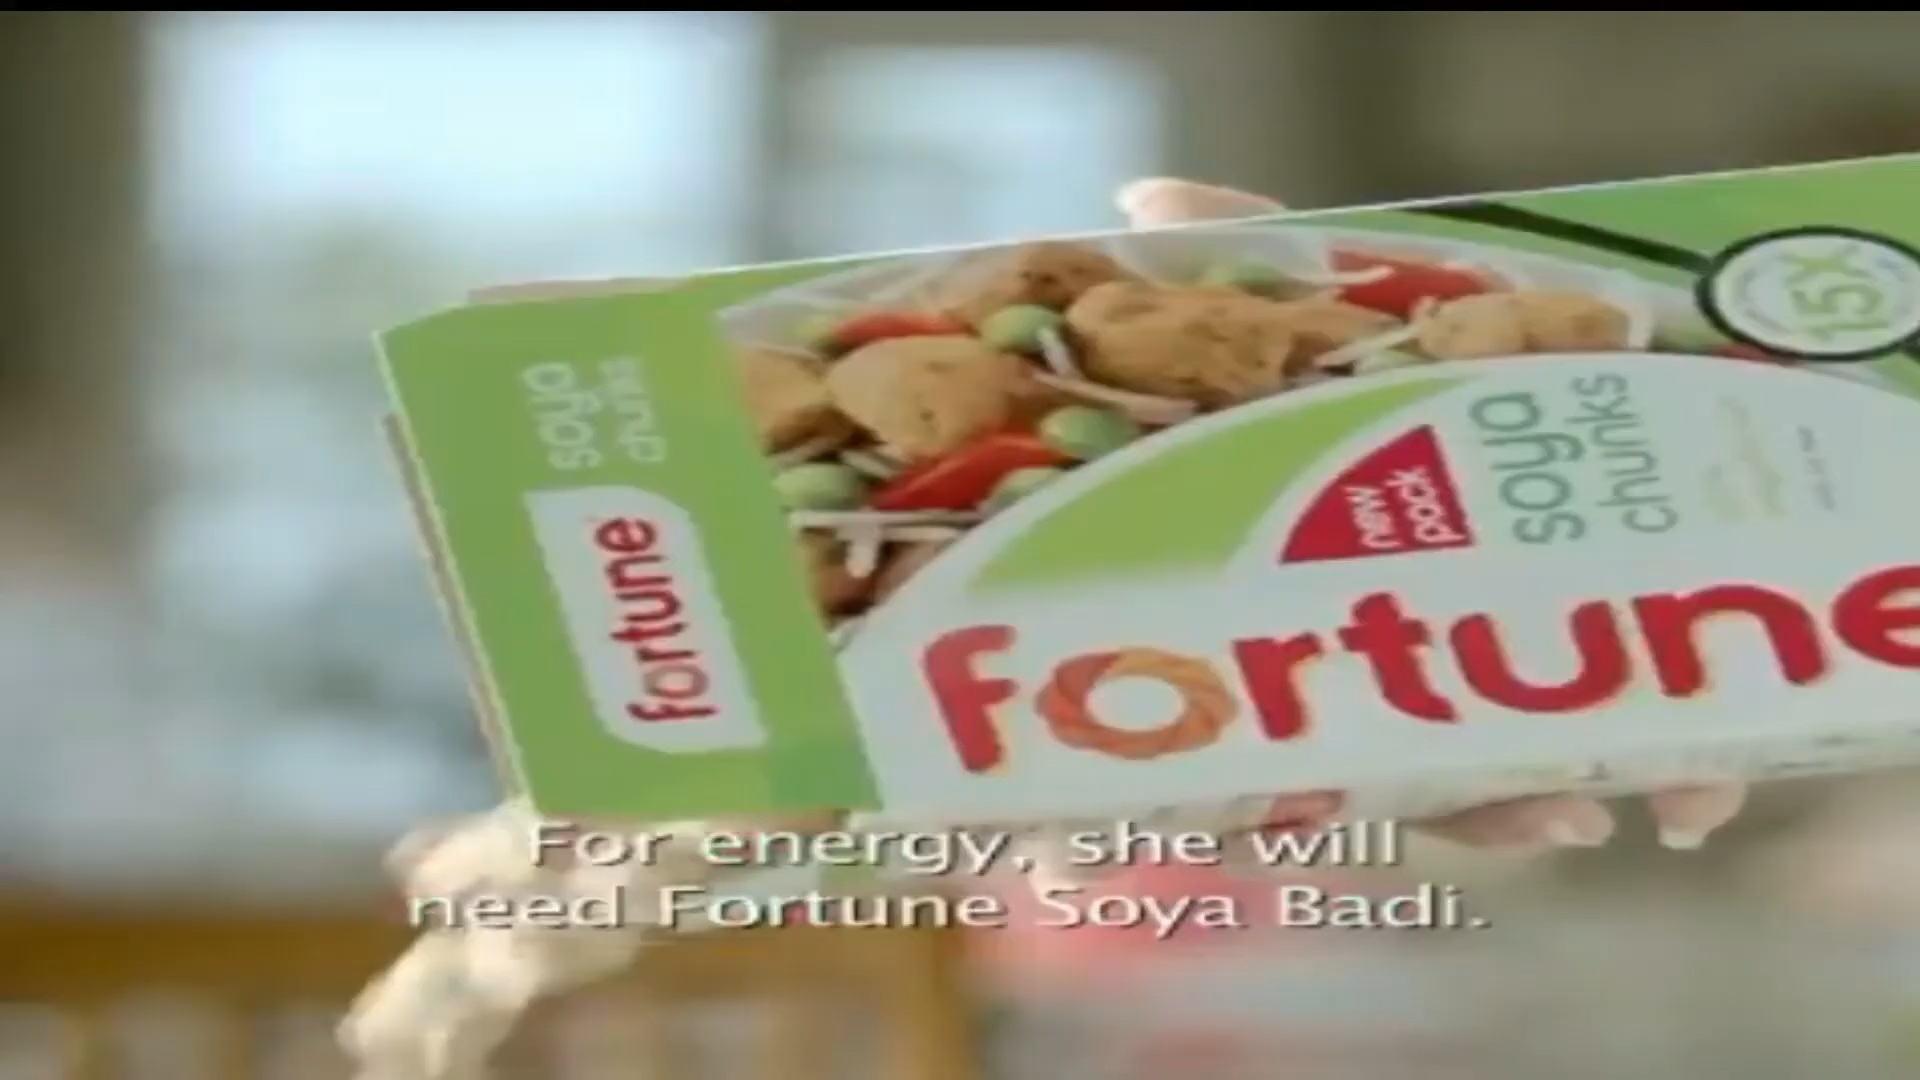 soya
chunks
fortune
15X
new
pack
soya
chunks
fortune
For energy, she will
need Fortune Soya Badi.